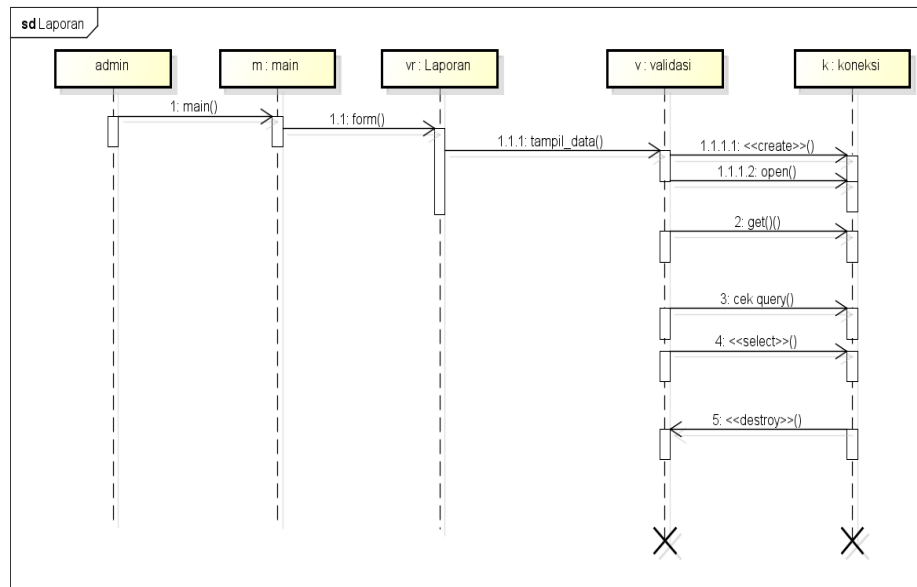 sd Laporan
admin
m : main
vr : Laporan
v : validasi
k : koneksi
1: main()
1.1: form()
1.1.1: tampil_data()
1.1.1.1: <<create>>()
1.1.1.2: open()
2: get()()
3: cek query()
4: <<select>>()
5: <<destroy>>()